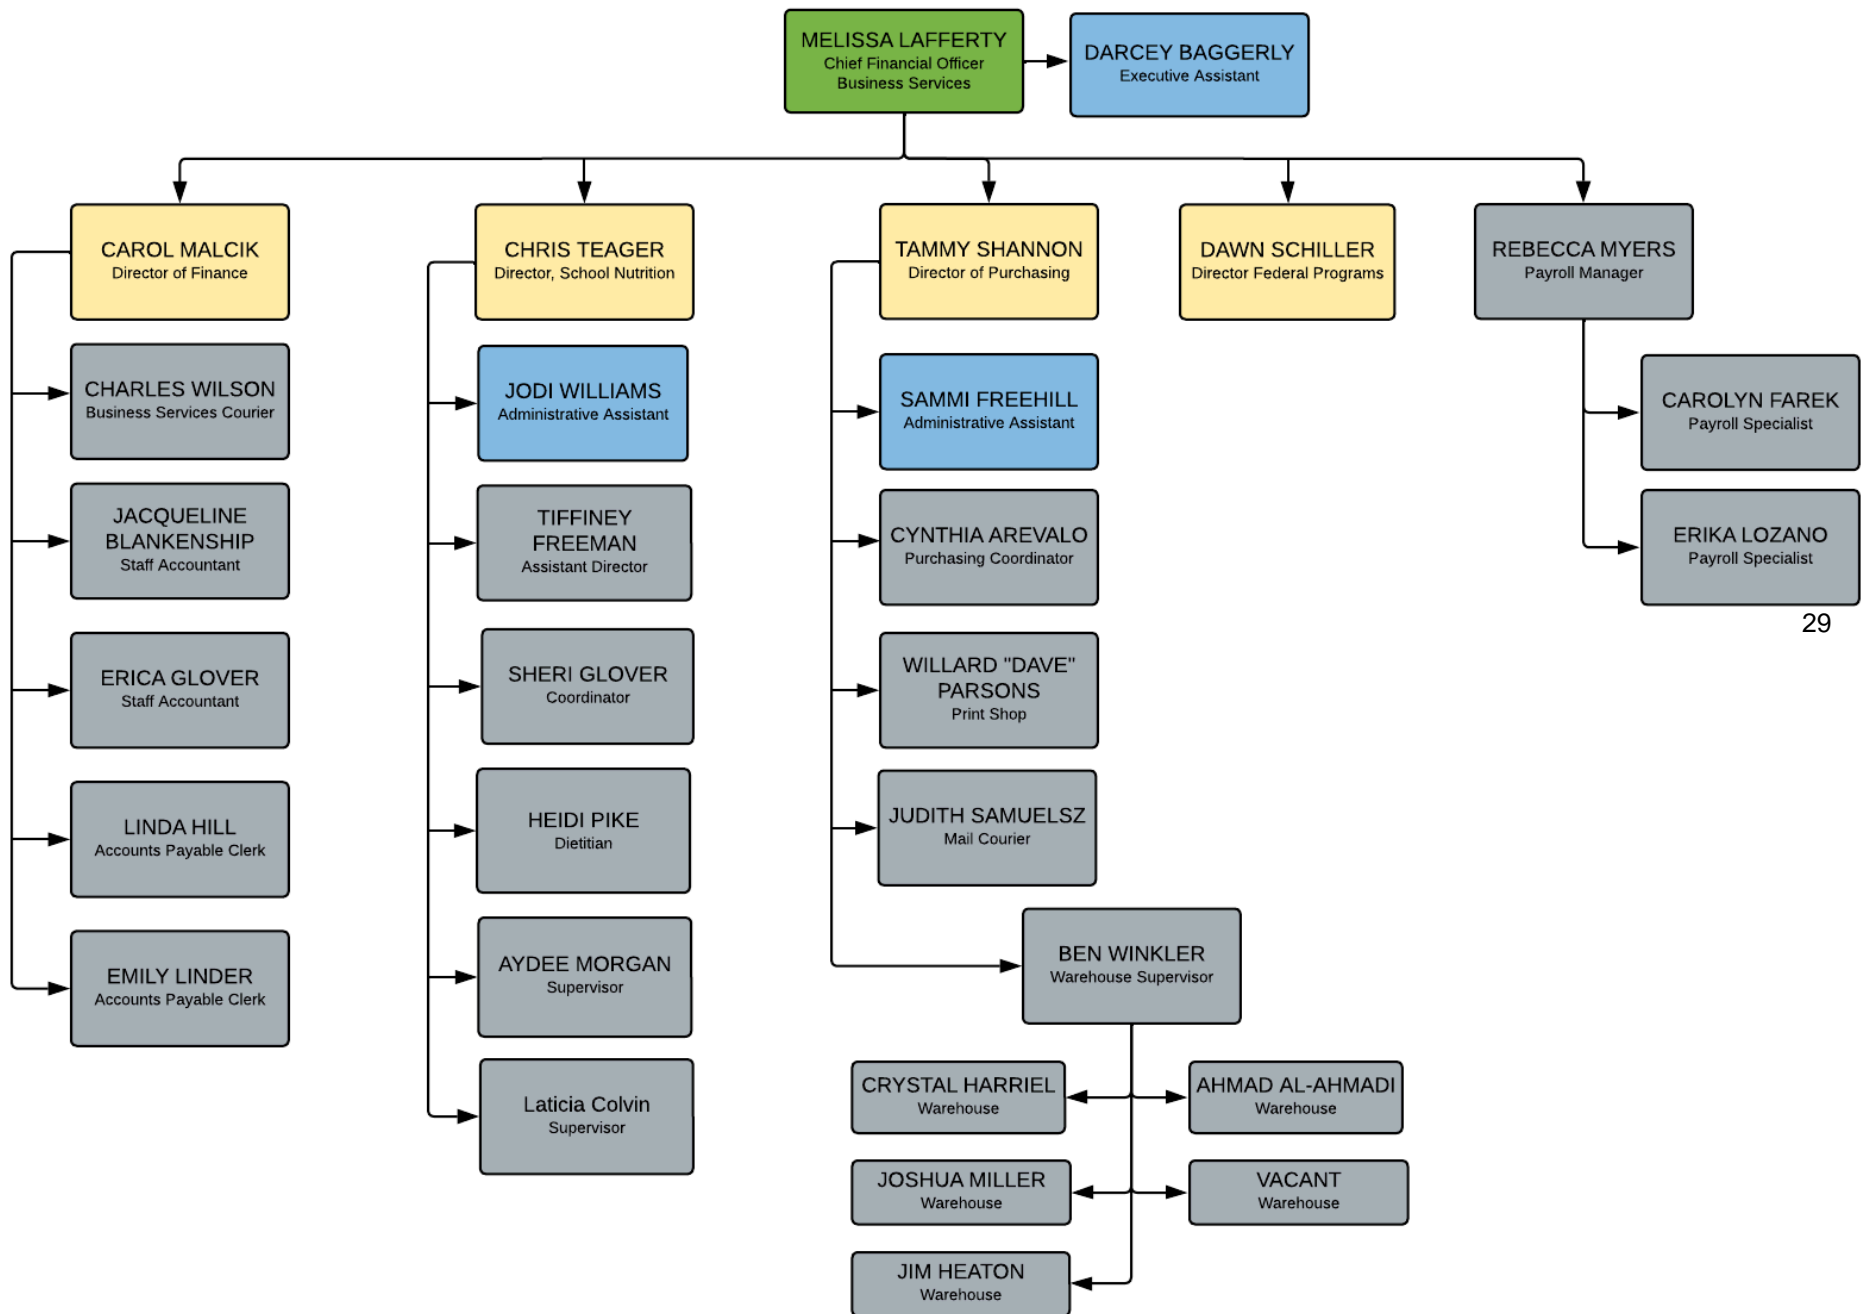 MELISSA LAFFERTY
Chief Financial Officer
Business Services
DARCEY BAGGERLY
Executive Assistant
CAROL MALCIK
Director of Finance
CHRIS TEAGER
Director, School Nutrition
TAMMY SHANNON
Director of Purchasing
DAWN SCHILLER
Director Federal Programs
REBECCA MYERS
Payroll Manager
CHARLES WILSON
Business Services Courier
JACQUELINE
BLANKENSHIP
Staff Accountant
ERICA GLOVER
Staff Accountant
LINDA HILL
Accounts Payable Clerk
EMILY LINDER
Accounts Payable Clerk
JODI WILLIAMS
Administrative Assistant
TIFFINEY
FREEMAN
Assistant Director
SHERI GLOVER
Coordinator
HEIDI PIKE
Dietitian
AYDEE MORGAN
Supervisor
Laticia Colvin
Supervisor
SAMMI FREEHILL
Administrative Assistant
CYNTHIA AREVALO
Purchasing Coordinator
WILLARD "DAVE"
PARSONS
Print Shop
JUDITH SAMUELSZ
Mail Courier
BEN WINKLER
Warehouse Supervisor
CRYSTAL HARRIEL
Warehouse
AHMAD AL-AHMADI
Warehouse
JOSHUA MILLER
Warehouse
VACANT
Warehouse
JIM HEATON
Warehouse
CAROLYN FAREK
Payroll Specialist
ERIKA LOZANO
Payroll Specialist
29